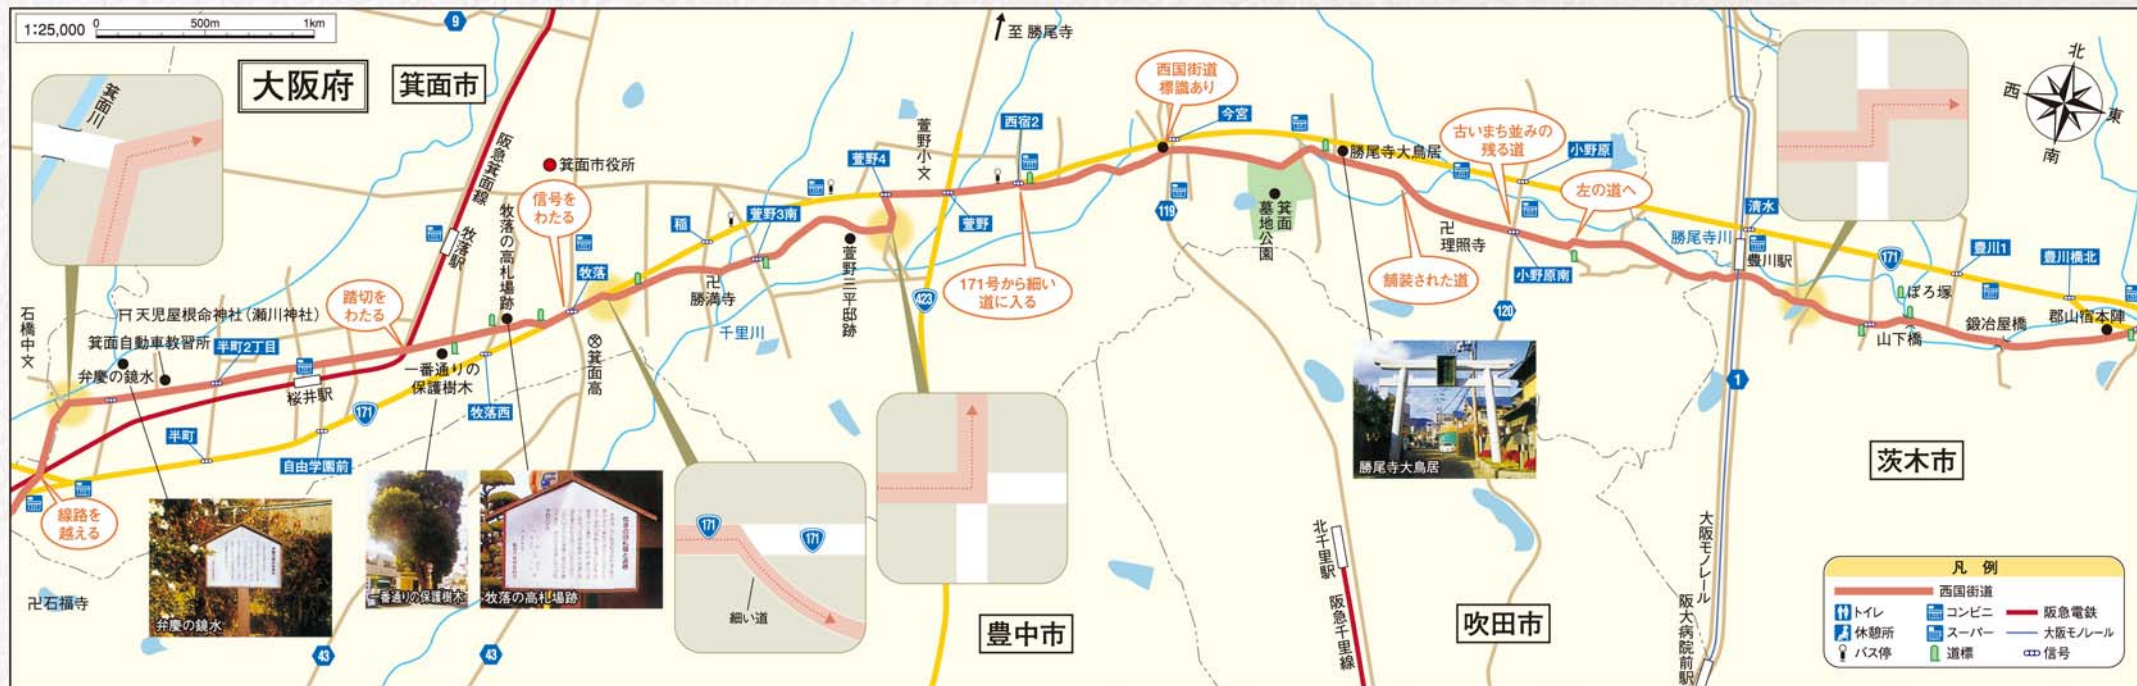 1:25,000
0 500m 1km
9
大阪府
箕面市
至 勝尾寺
西国街道
標識あり
今宮
北
西
東
南
箕面川
阪急箕面線
牧落駅
箕面市役所
牧落の高札場跡
信号を
わたる
稲
萱野3南
萱野4
萱野小文
西宿2
萱野
勝尾寺大鳥居
古いまち並みの
残る道
小野原
左の道へ
清水
勝尾寺川
豊川駅
171
豊川1
豊川橋北
ぼろ塚
郡山宿本陣
鍛冶屋橋
山下橋
119
箕面
墓地公園
卍
理照寺
舗装された道
小野原南
120
171号から細い
道に入る
423
萱野三平邸跡
卍
勝満寺
千里川
牧落
箕面高
踏切を
わたる
石橋中文
天児屋根命神社(瀬川神社)
箕面自動車教習所
半町2丁目
弁慶の鏡水
桜井駅
一番通りの
保護樹木
171
牧落西
半町
自由学園前
線路を
越える
卍石福寺
弁慶の鏡水
一番通りの保護樹木
牧落の高札場跡
43
43
171
171
細い道
豊中市
勝尾寺大鳥居
北千里駅
阪急千里線
吹田市
1
大阪モノレール
阪大病院前駅
茨木市
凡 例
西国街道
トイレ
コンビニ
阪急電鉄
休憩所
スーパー
大阪モノレール
バス停
道標
信号